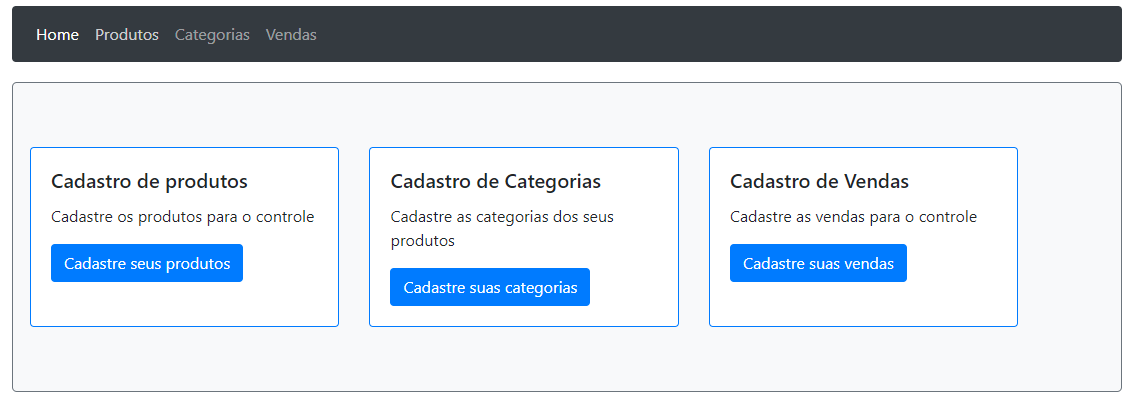 Home Produtos Categorias Vendas
Cadastro de produtos
Cadastre os produtos para o controle
Cadastre seus produtos
Cadastro de Categorias
Cadastre as categorias dos seus
produtos
Cadastre suas categorias
Cadastro de Vendas
Cadastre as vendas para o controle
Cadastre suas vendas